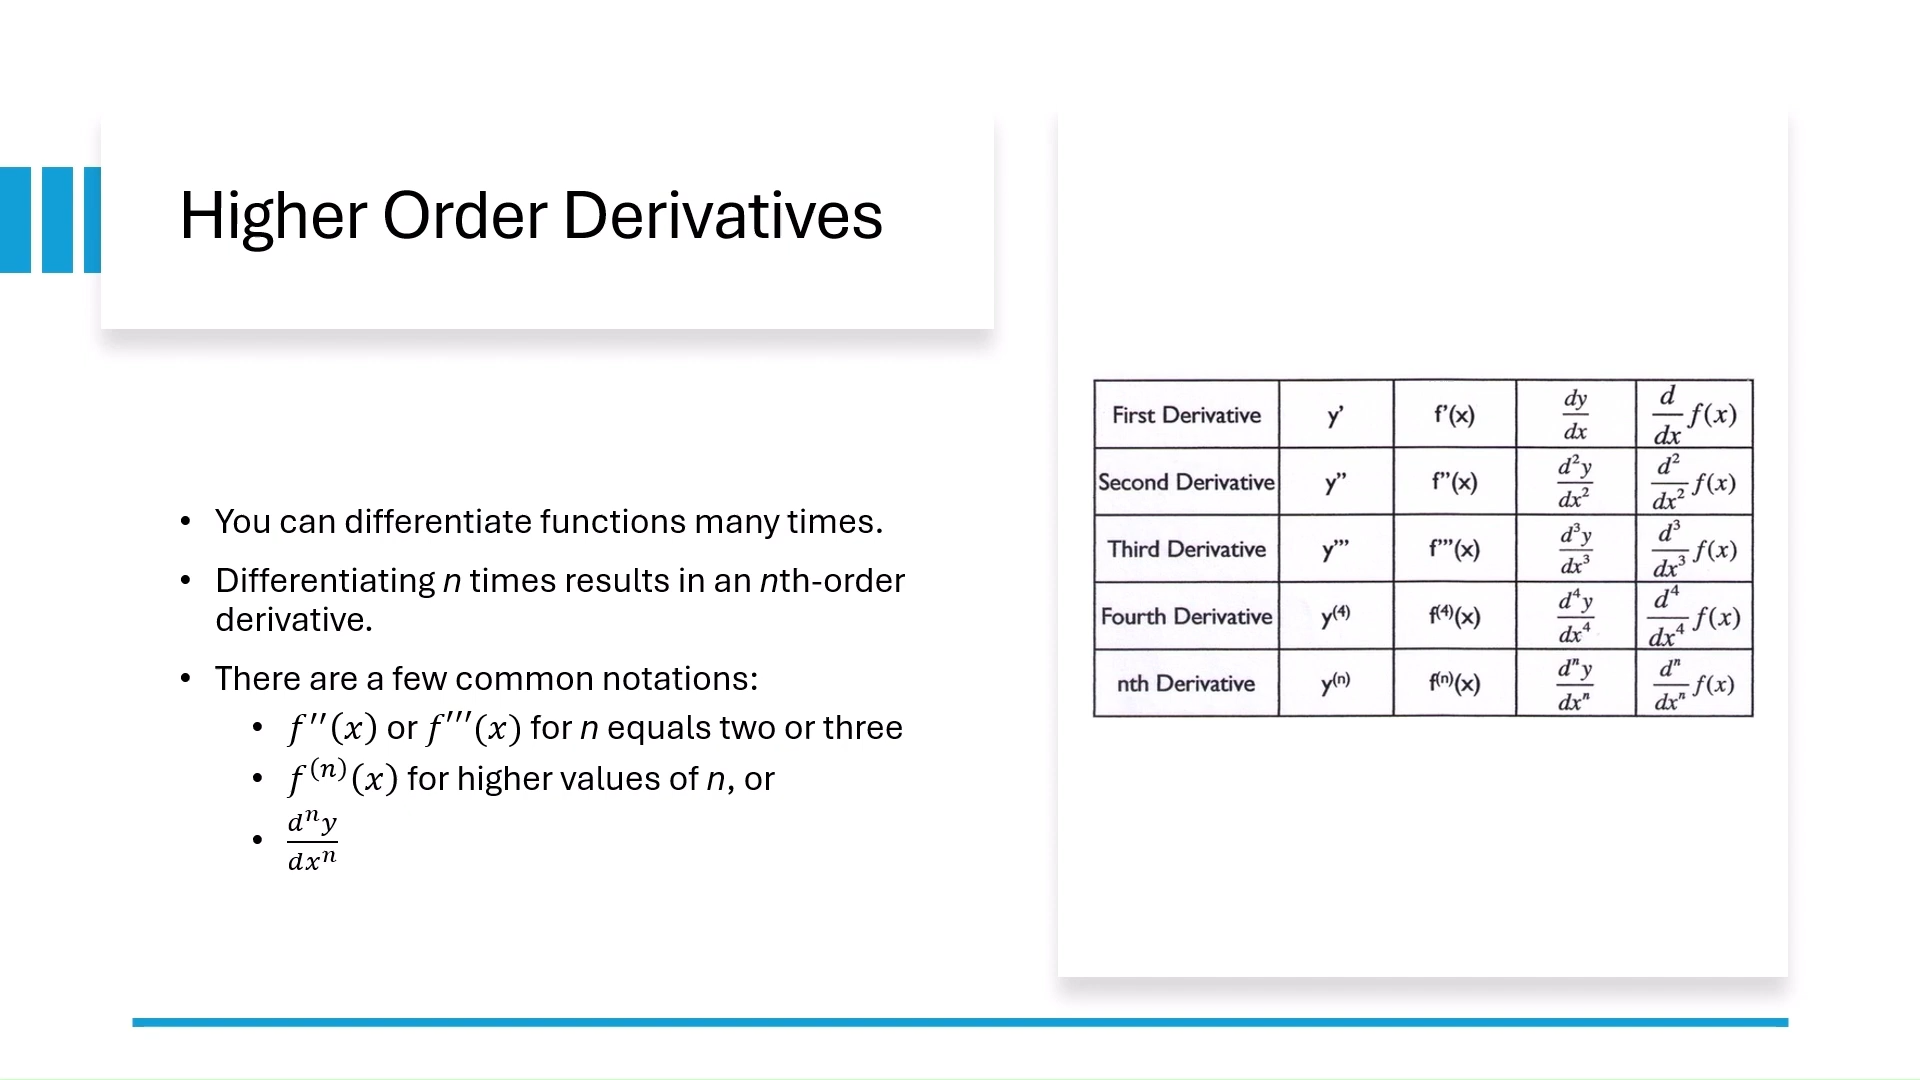 Higher Order Derivatives
• You can differentiate functions many times.
• Differentiating n times results in an nth-order
derivative.
• There are a few common notations:
• f′′(x) or f′′′(x) for n equals two or three
• f⁽ⁿ⁾(x) for higher values of n, or
• dⁿy/dxⁿ
First Derivative y’ f’(x) dy/dx d/dx f(x)
Second Derivative y” f”(x) d²y/dx² d²/dx² f(x)
Third Derivative y”’ f”’(x) d³y/dx³ d³/dx³ f(x)
Fourth Derivative y⁽⁴⁾ f⁽⁴⁾(x) d⁴y/dx⁴ d⁴/dx⁴ f(x)
nth Derivative y⁽ⁿ⁾ f⁽ⁿ⁾(x) dⁿy/dxⁿ dⁿ/dxⁿ f(x)